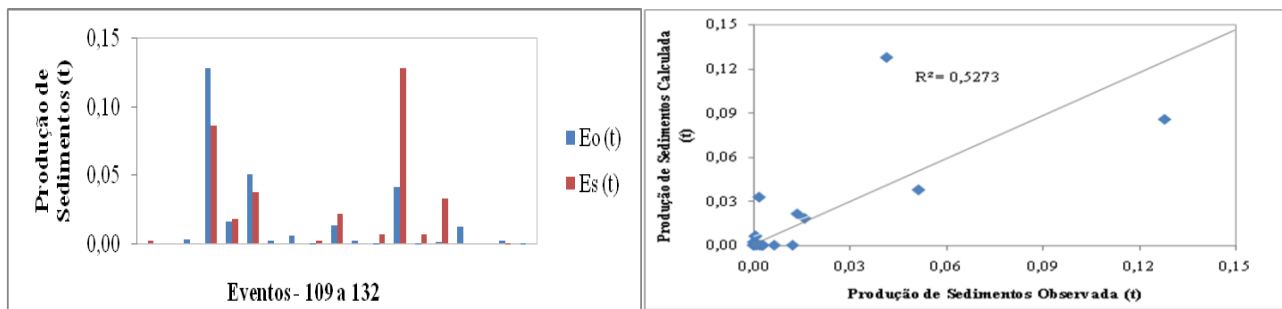 0,15
0,10
0,05
0,00
Produção de
Sedimentos (t)
Eventos - 109 a 132
Eo (t)
Es (t)
0,15
0,12
0,09
0,06
0,03
0,00
Produção de Sedimentos Calculada
(t)
R² = 0,5273
0,00 0,03 0,06 0,09 0,12 0,15
Produção de Sedimentos Observada (t)